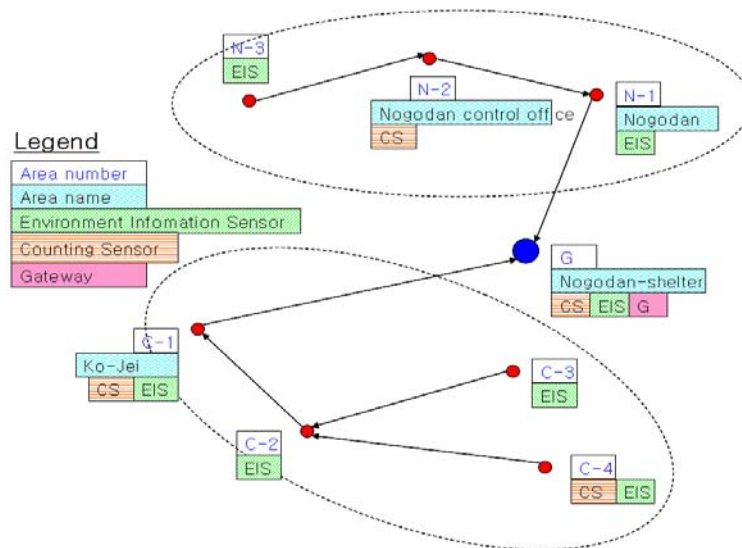 N-3
EIS
N-2
Nogodan control office
CS
N-1
Nogodan
EIS
Legend
Area number
Area name
Environment Infomation Sensor
Counting Sensor
Gateway
G
Nogodan-shelter
CS EIS G
C-1
Ko-Jei
CS EIS
C-3
EIS
C-2
EIS
C-4
CS EIS